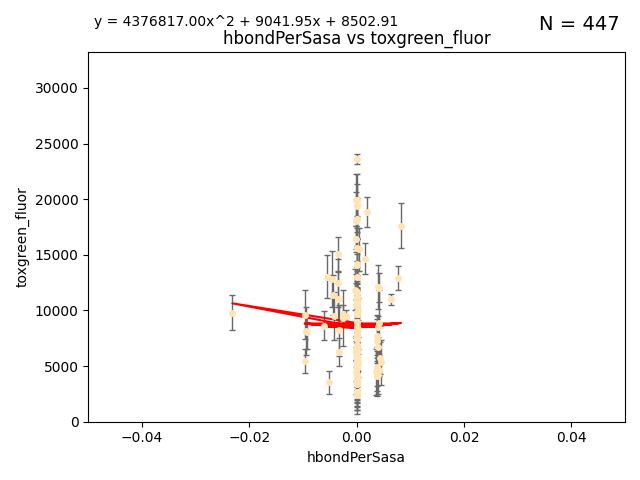 y = 4376817.00x^2 + 9041.95x + 8502.91
N = 447
hbondPerSasa vs toxgreen_fluor
30000
25000
20000
15000
10000
5000
0
toxgreen_fluor
−0.04
−0.02
0.00
0.02
0.04
hbondPerSasa